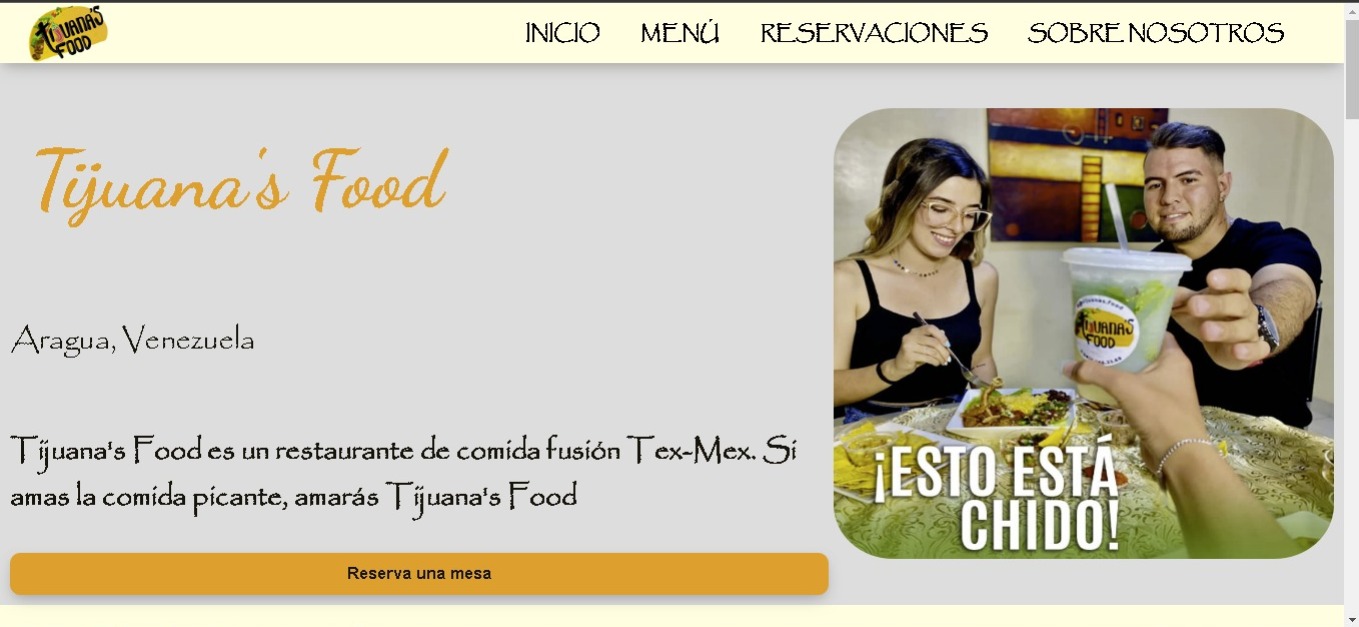 TIJUANA'S
FOOD
INICIO MENÚ RESERVACIONES SOBRE NOSOTROS
Tijuana's Food
Aragua, Venezuela
Tijuana's Food es un restaurante de comida fusión Tex-Mex. Si
amas la comida picante, amarás Tijuana's Food
Reserva una mesa
TIJUANA'S
FOOD
¡ESTO ESTÁ
CHIDO!